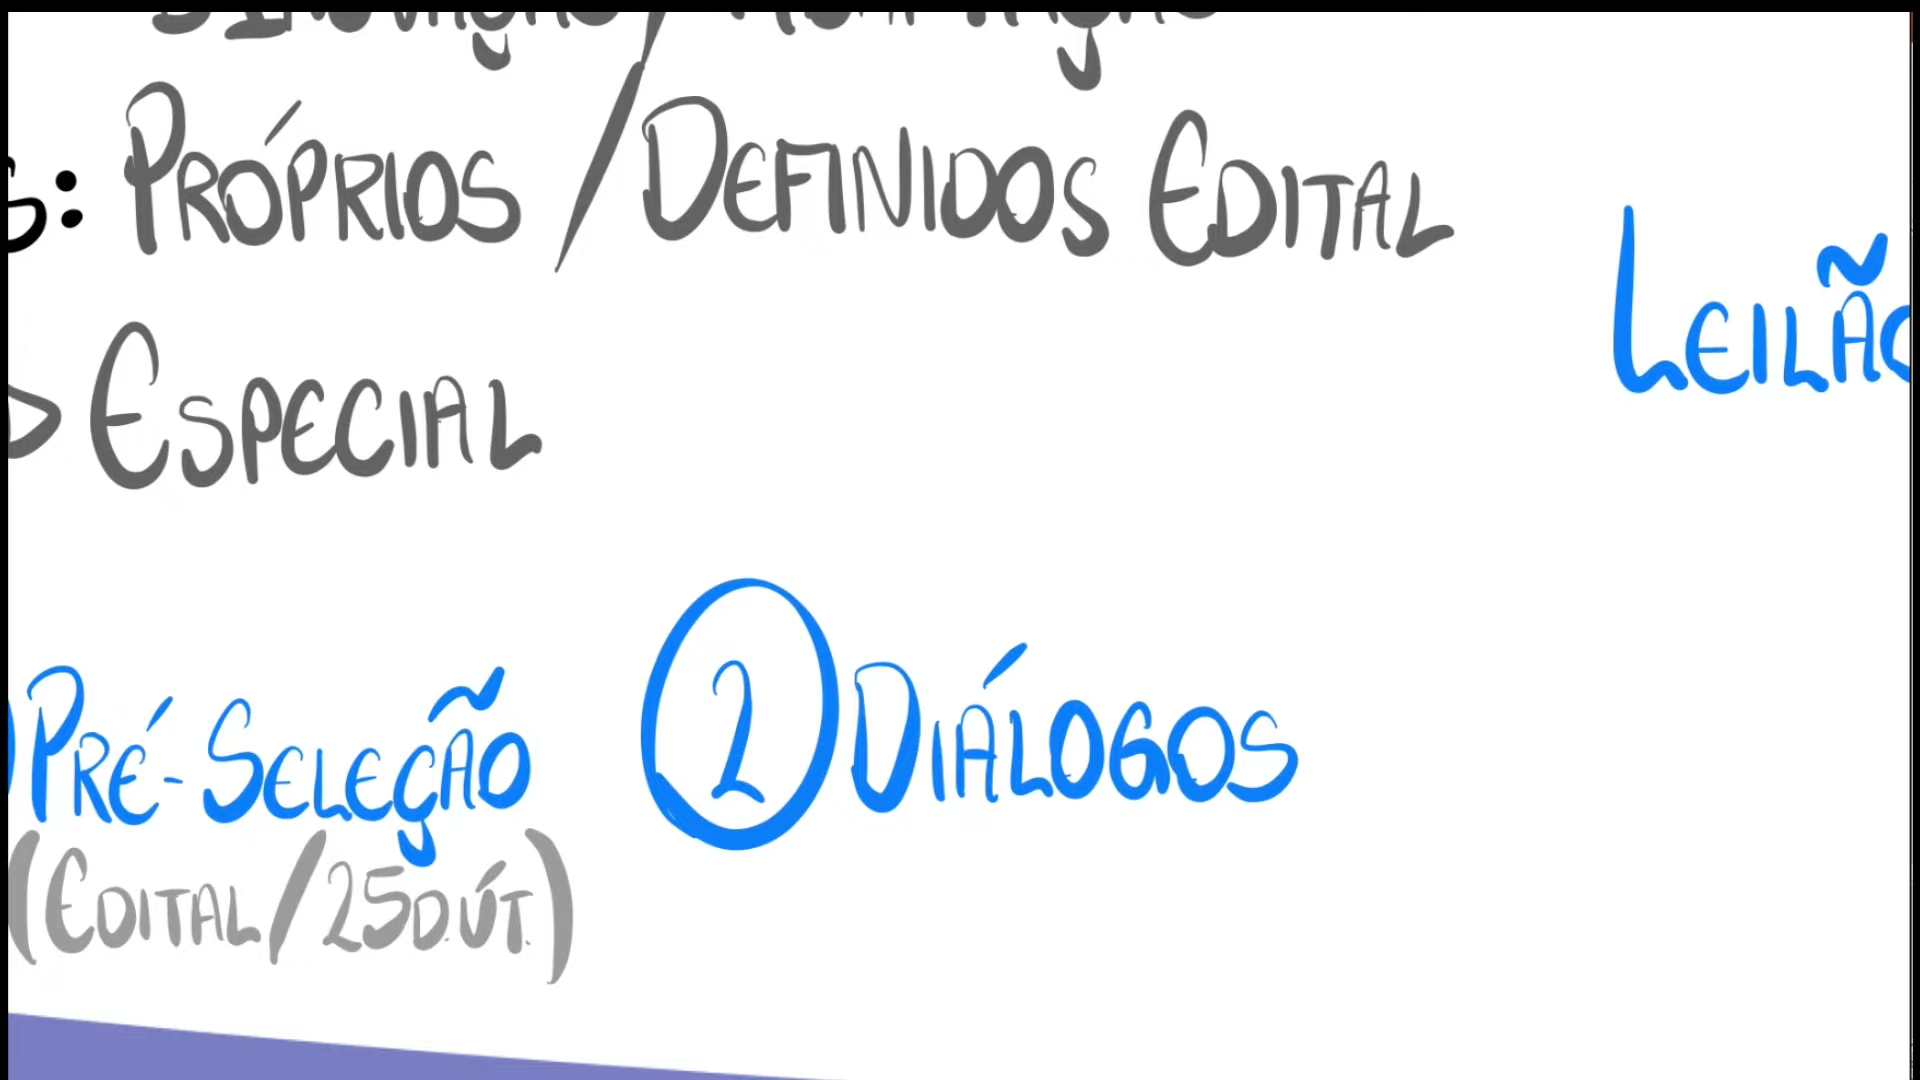 : PRÓPRIOS / DEFINIDOS EDITAL
LEILÃO
> ESPECIAL
PRÉ-SELEÇÃO
2 DIÁLOGOS
(EDITAL/25D.ÚT.)